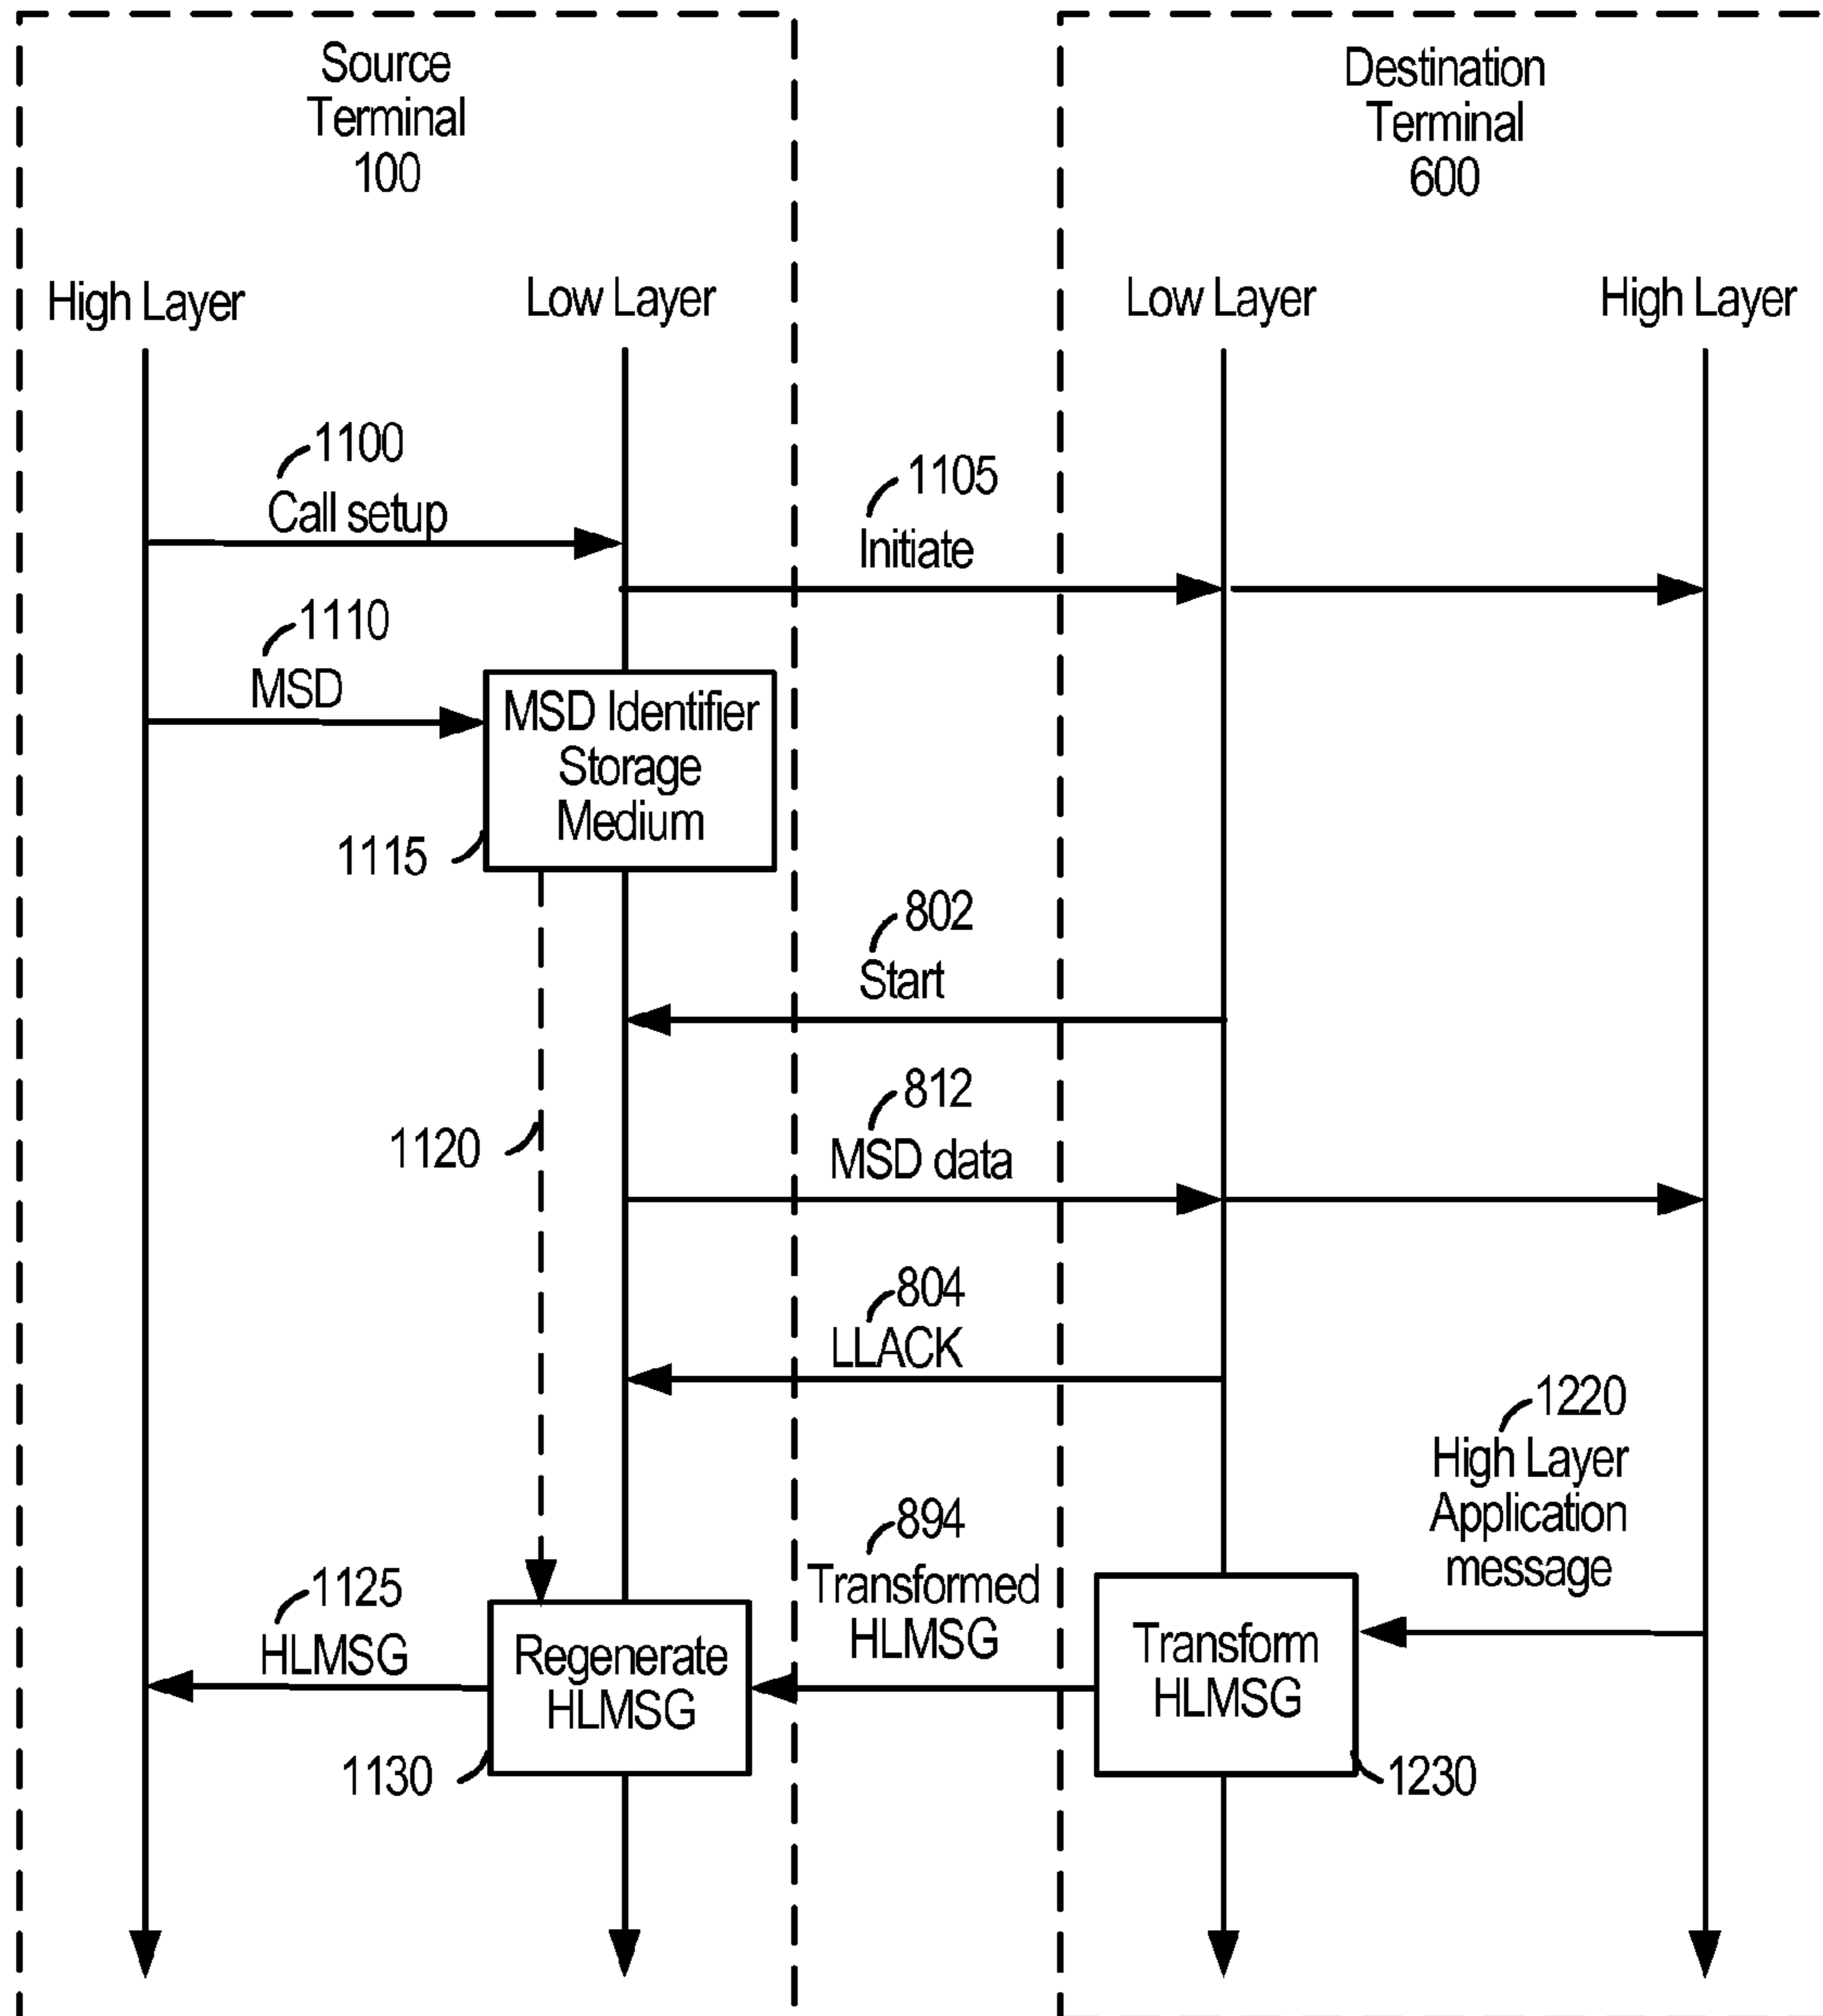 Source
Terminal
100
Destination
Terminal
600
High Layer
Low Layer
Low Layer
High Layer
1100
Call setup
1105
Initiate
1110
MSD
MSD Identifier
Storage
Medium
1115
802
Start
812
MSD data
1120
804
LLACK
1220
High Layer
Application
message
894
Transformed
HLMSG
1125
HLMSG
Regenerate
HLMSG
Transform
HLMSG
1130
1230